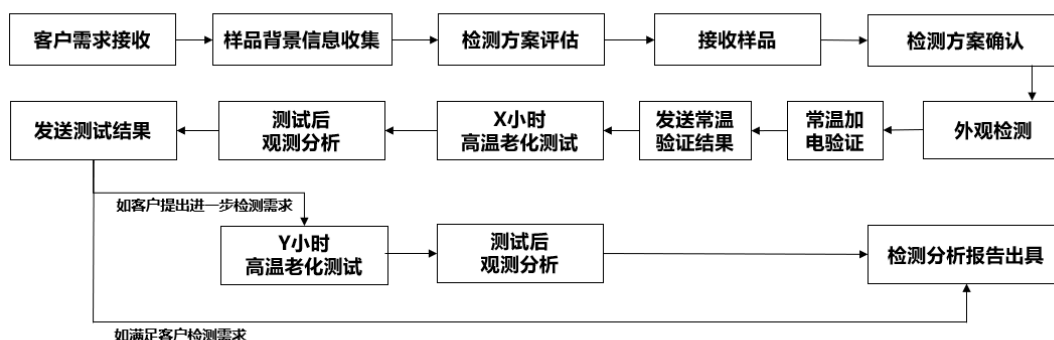 客户需求接收
样品背景信息收集
检测方案评估
接收样品
检测方案确认
发送测试结果
测试后
观测分析
X小时
高温老化测试
发送常温
验证结果
常温加
电验证
外观检测
如客户提出进一步检测需求
Y小时
高温老化测试
测试后
观测分析
检测分析报告出具
如满足客户检测需求